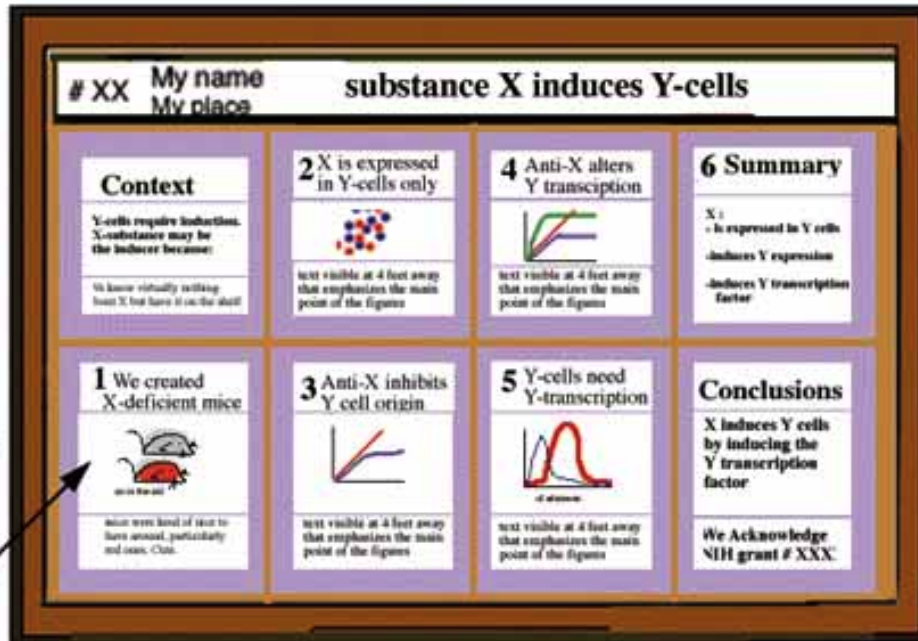 # XX My name substance X induces Y-cells
My place
Context
Y-cells require induction.
X-substance may be
the inducer because:
We know virtually nothing
X but have it on the shelf
1 We created
X-deficient mice
mice were kind of nice to
have around, particularly
red ones. Cute.
2 X is expressed
in Y-cells only
text visible at 4 feet away
that emphasizes the main
point of the figures
3 Anti-X inhibits
Y cell origin
text visible at 4 feet away
that emphasizes the main
point of the figures
4 Anti-X alters
Y transciption
text visible at 4 feet away
that emphasizes the main
point of the figures
5 Y-cells need
Y-transcription
text visible at 4 feet away
that emphasizes the main
point of the figures
6 Summary
X :
- is expressed in Y cells
-induces Y expression
-induces Y transcription
factor
Conclusions
X induces Y cells
by inducing the
Y transcription
factor
We Acknowledge
NIH grant # XXX